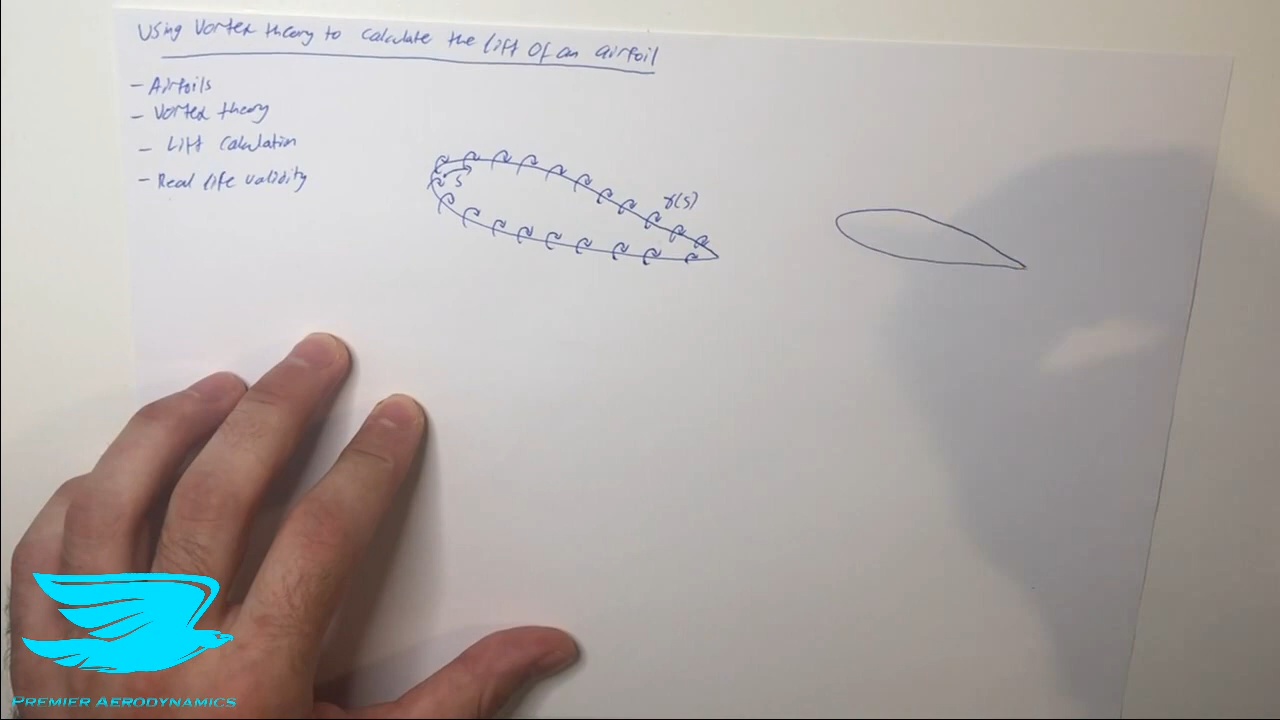 Using Vortex theory to calculate the lift of an airfoil
- Airfoils
- Vortex theory
- Lift Calculation
- Real life validity
S
γ(s)
PREMIER AERODYNAMICS